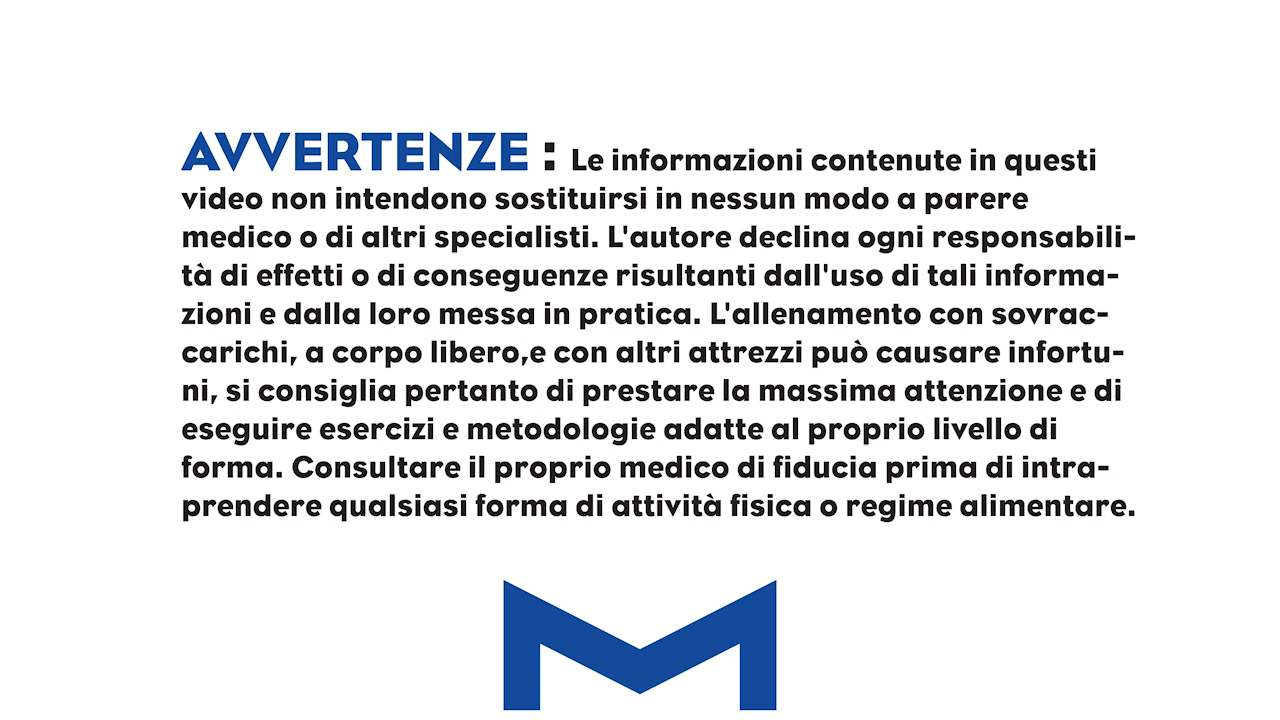 AVVERTENZE : Le informazioni contenute in questi
video non intendono sostituirsi in nessun modo a parere
medico o di altri specialisti. L'autore declina ogni responsabili-
tà di effetti o di conseguenze risultanti dall'uso di tali informa-
zioni e dalla loro messa in pratica. L'allenamento con sovrac-
carichi, a corpo libero,e con altri attrezzi può causare infortu-
ni, si consiglia pertanto di prestare la massima attenzione e di
eseguire esercizi e metodologie adatte al proprio livello di
forma. Consultare il proprio medico di fiducia prima di intra-
prendere qualsiasi forma di attività fisica o regime alimentare.